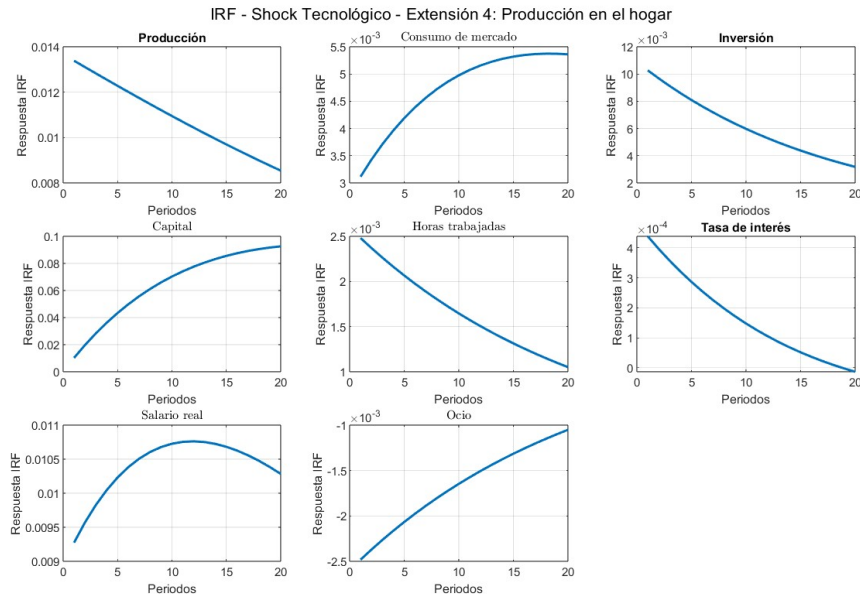 IRF - Shock Tecnológico - Extensión 4: Producción en el hogar
Producción
0.014
0.012
0.01
0.008
Respuesta IRF
0 5 10 15 20
Periodos
Consumo de mercado
×10⁻³
5.5
5
4.5
4
3.5
3
Respuesta IRF
0 5 10 15 20
Periodos
Inversión
×10⁻³
12
10
8
6
4
2
Respuesta IRF
0 5 10 15 20
Periodos
Capital
0.1
0.08
0.06
0.04
0.02
0
Respuesta IRF
0 5 10 15 20
Periodos
Horas trabajadas
×10⁻³
2.5
2
1.5
1
Respuesta IRF
0 5 10 15 20
Periodos
Tasa de interés
×10⁻⁴
4
3
2
1
0
Respuesta IRF
0 5 10 15 20
Periodos
Salario real
0.011
0.0105
0.01
0.0095
0.009
Respuesta IRF
0 5 10 15 20
Periodos
Ocio
×10⁻³
-1
-1.5
-2
-2.5
Respuesta IRF
0 5 10 15 20
Periodos